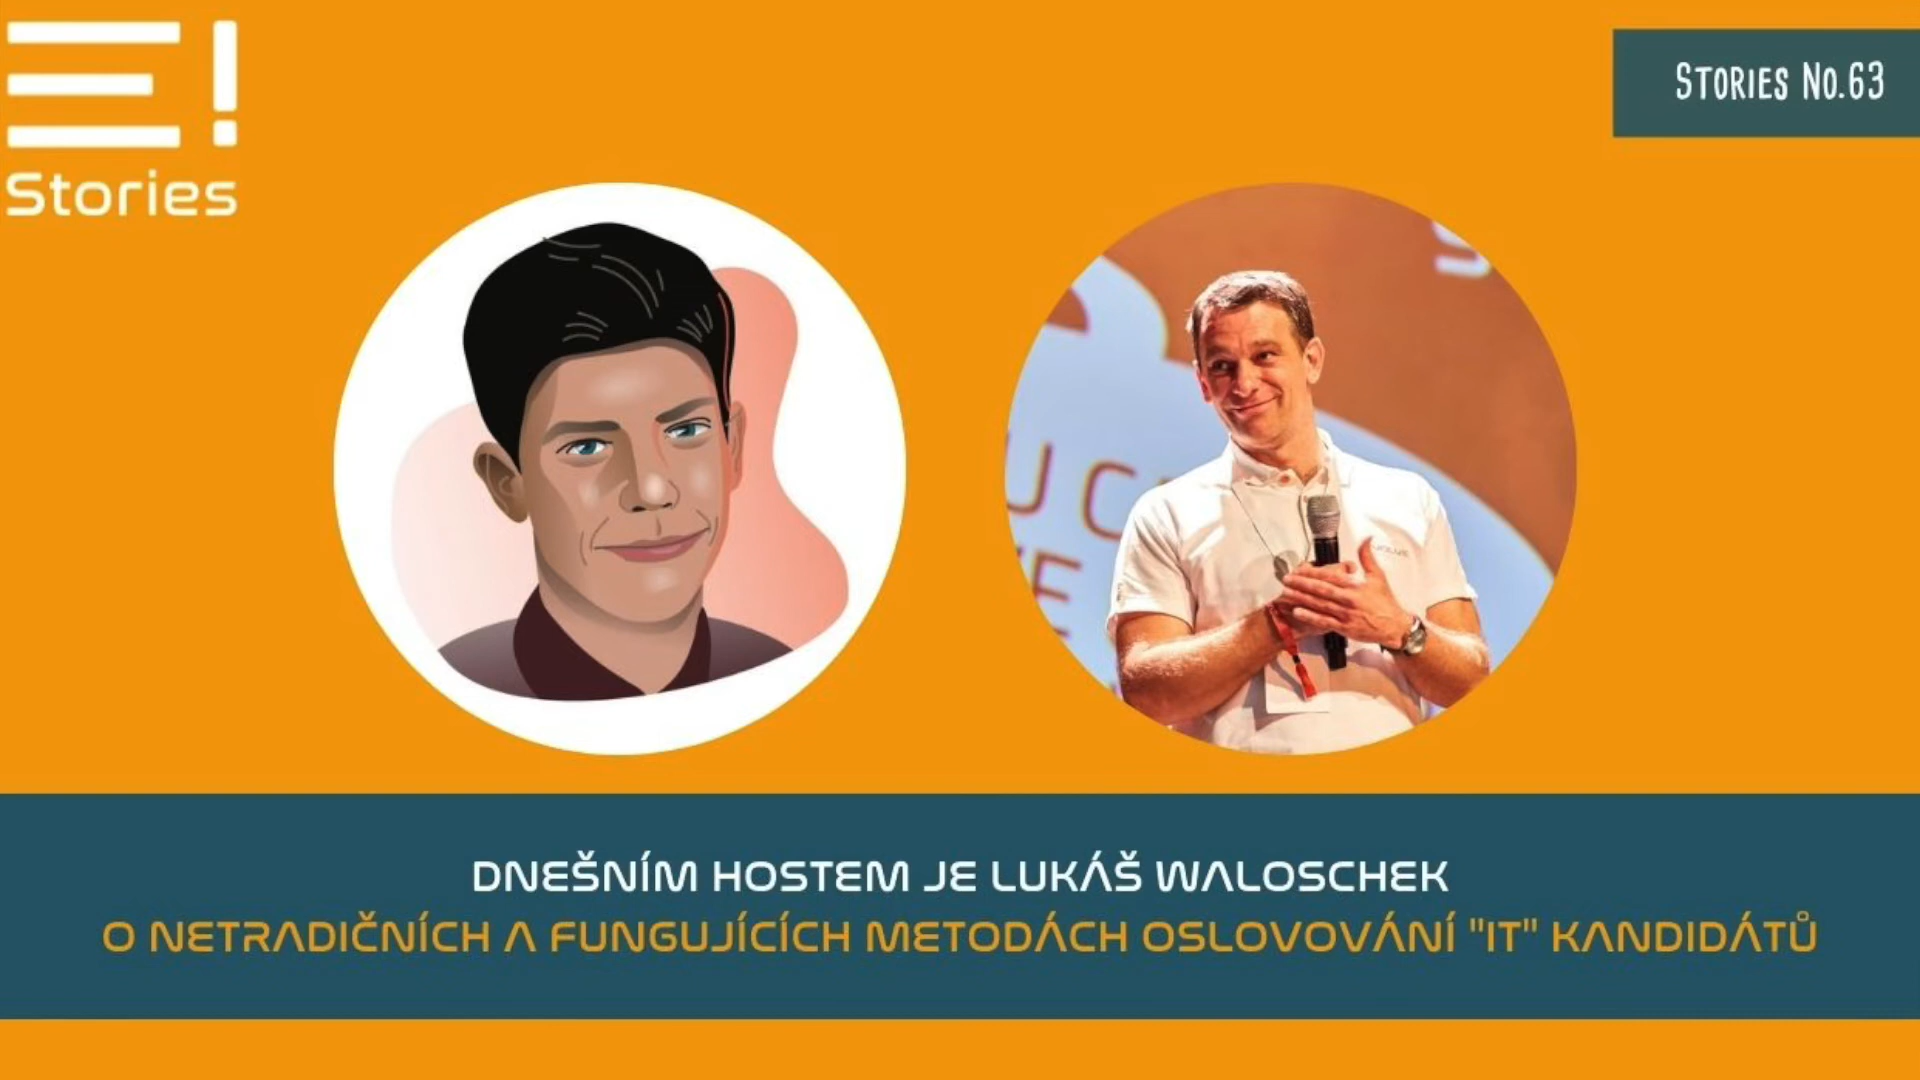 E!
Stories
Stories No.63
U C
E
DNEŠNÍM HOSTEM JE LUKÁŠ WALOSCHEK
O NETRADIČNÍCH A FUNGUJÍCÍCH METODÁCH OSLOVOVÁNÍ "IT" KANDIDÁTŮ